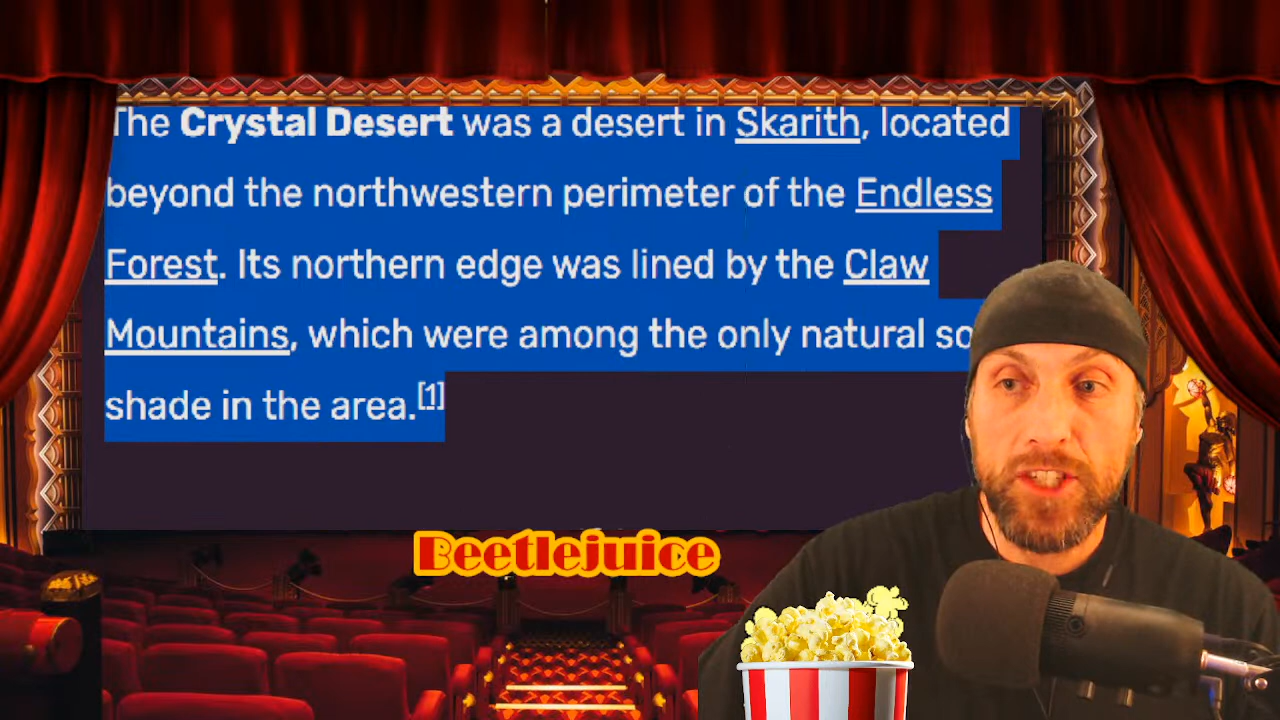 The Crystal Desert was a desert in Skarith, located
beyond the northwestern perimeter of the Endless
Forest. Its northern edge was lined by the Claw
Mountains, which were among the only natural
shade in the area.[1]
Beetlejuice